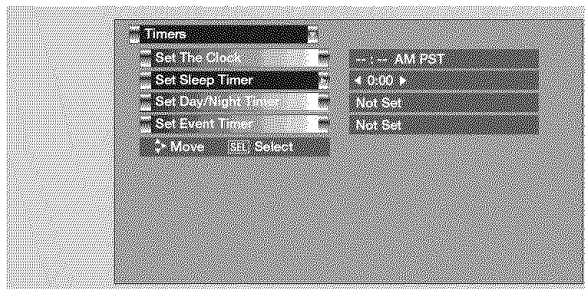 Timers
Set The Clock -- : -- AM PST
Set Sleep Timer ◀ 0:00 ▶
Set Day/Night Timer Not Set
Set Event Timer Not Set
Move SEL Select